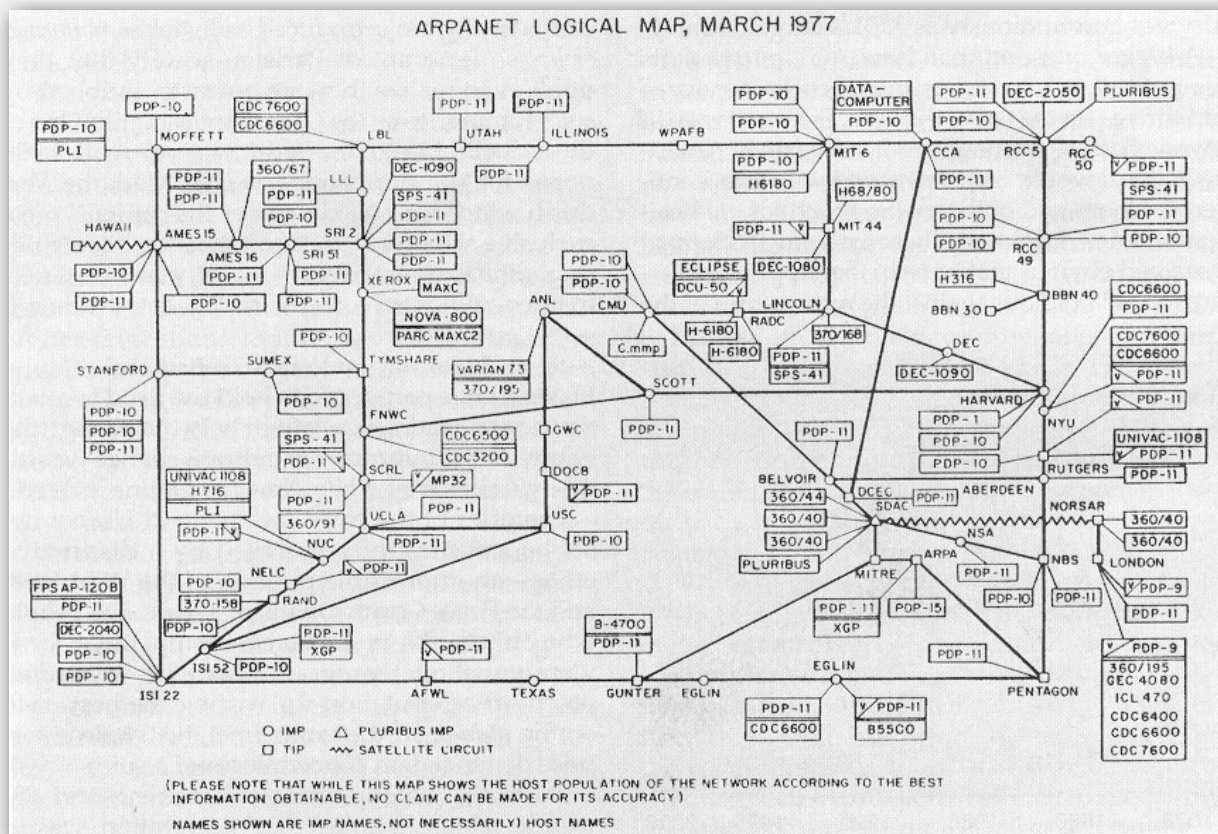 ARPANET LOGICAL MAP, MARCH 1977
PDP-10
PDP-10
PLI
MOFFETT
CDC 7600
CDC 6600
LBL
PDP-11
UTAH
PDP-11
PDP-11
ILLINOIS
WPAFB
PDP-10
PDP-10
PDP-10
H6180
PDP-11
MIT 6
DATA-
COMPUTER
PDP-10
CCA
PDP-11
PDP-10
PDP-11
DEC-2050
PLURIBUS
RCC 5
RCC
PDP-11
SPS-41
PDP-11
PDP-10
PDP-10
PDP-10
RCC
49
H68/80
MIT 44
DEC-1080
H316
BBN 40
BBN 30
HAWAII
AMES 15
PDP-10
PDP-11
PDP-11
PDP-11
AMES 16
PDP-11
PDP-10
360/67
PDP-11
PDP-10
SRI 51
PDP-11
LLL
DEC-1090
SPS-41
PDP-11
PDP-11
PDP-11
SRI 2
XEROX
MAXC
NOVA-800
PARC-MAXC2
ANL
VARIAN 73
370/195
PDP-10
PDP-10
CMU
C.mmp
ECLIPSE
DCU-50
RADC
H-6180
H-6180
LINCOLN
370/168
PDP-11
SPS-41
DEC
DEC-1090
HARVARD
PDP-1
PDP-10
PDP-10
NYU
CDC6600
PDP-11
CDC7600
CDC6600
V PDP-11
V PDP-11
RUTGERS
UNIVAC-1108
PDP-11
PDP-11
ABERDEEN
STANFORD
PDP-10
PDP-10
PDP-11
SUMEX
PDP-10
PDP-10
TYMSHARE
FNWC
CDC6500
CDC3200
SCOTT
PDP-11
GWC
DOCB
V PDP-11
USC
PDP-10
SPS-41
PDP-11
SCRL
V MP32
PDP-11
PDP-11
360/91
UCLA
PDP-11
UNIVAC 1108
H716
PLI
PDP-11 V
NUC
V PDP-11
NELC
PDP-10
370-158
RAND
PDP-10
FPS AP-120B
PDP-11
DEC-2040
PDP-10
PDP-10
ISI 22
ISI 52
PDP-11
XGP
PDP-10
AFWL
V PDP-11
TEXAS
GUNTER
B-4700
PDP-11
EGLIN
PDP-11
CDC6600
EGLIN
V PDP-11
B5500
PDP-11
BELVOIR
PDP-11
DCEC
PDP-11
SDAC
360/44
360/40
360/40
PLURIBUS
MITRE
ARPA
PDP-11
XGP
PDP-15
NSA
PDP-11
PDP-10
NBS
PDP-11
NORSAR
360/40
360/40
LONDON
V PDP-9
PDP-11
V PDP-9
360/195
GEC 4080
ICL 470
CDC 6400
CDC 6600
CDC 7600
PDP-11
PENTAGON
○ IMP △ PLURIBUS IMP
□ TIP SATELLITE CIRCUIT
(PLEASE NOTE THAT WHILE THIS MAP SHOWS THE HOST POPULATION OF THE NETWORK ACCORDING TO THE BEST
INFORMATION OBTAINABLE, NO CLAIM CAN BE MADE FOR ITS ACCURACY)
NAMES SHOWN ARE IMP NAMES, NOT (NECESSARILY) HOST NAMES